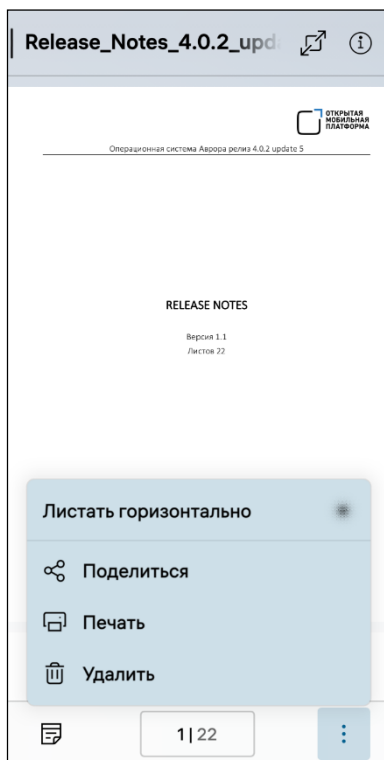 Release_Notes_4.0.2_upd
ОТКРЫТАЯ
МОБИЛЬНАЯ
ПЛАТФОРМА
Операционная система Аврора релиз 4.0.2 update 5
RELEASE NOTES
Версия 1.1
Листов 22
Листать горизонтально
Поделиться
Печать
Удалить
1|22